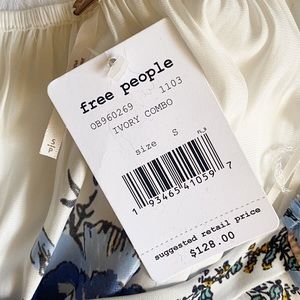 free people
OB960269 1103
IVORY COMBO
size S
1 93465 41059 7
suggested retail price
$128.00